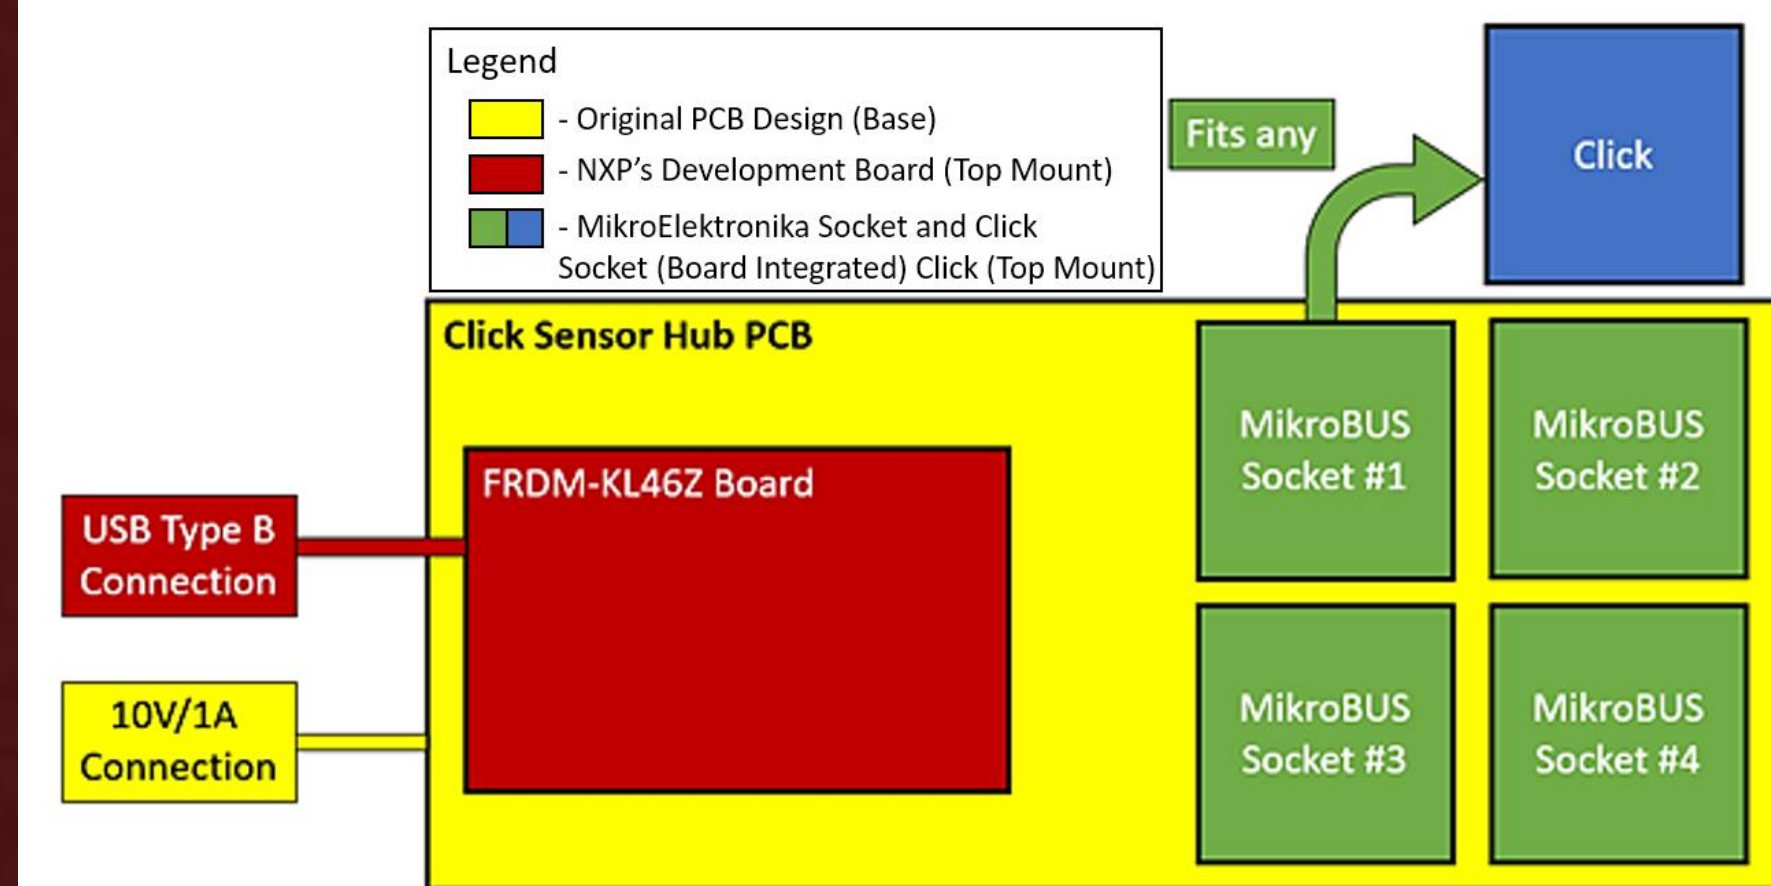 Legend
- Original PCB Design (Base)
- NXP’s Development Board (Top Mount)
- MikroElektronika Socket and Click
Socket (Board Integrated) Click (Top Mount)
Fits any
Click
Click Sensor Hub PCB
FRDM-KL46Z Board
USB Type B
Connection
10V/1A
Connection
MikroBUS
Socket #1
MikroBUS
Socket #2
MikroBUS
Socket #3
MikroBUS
Socket #4